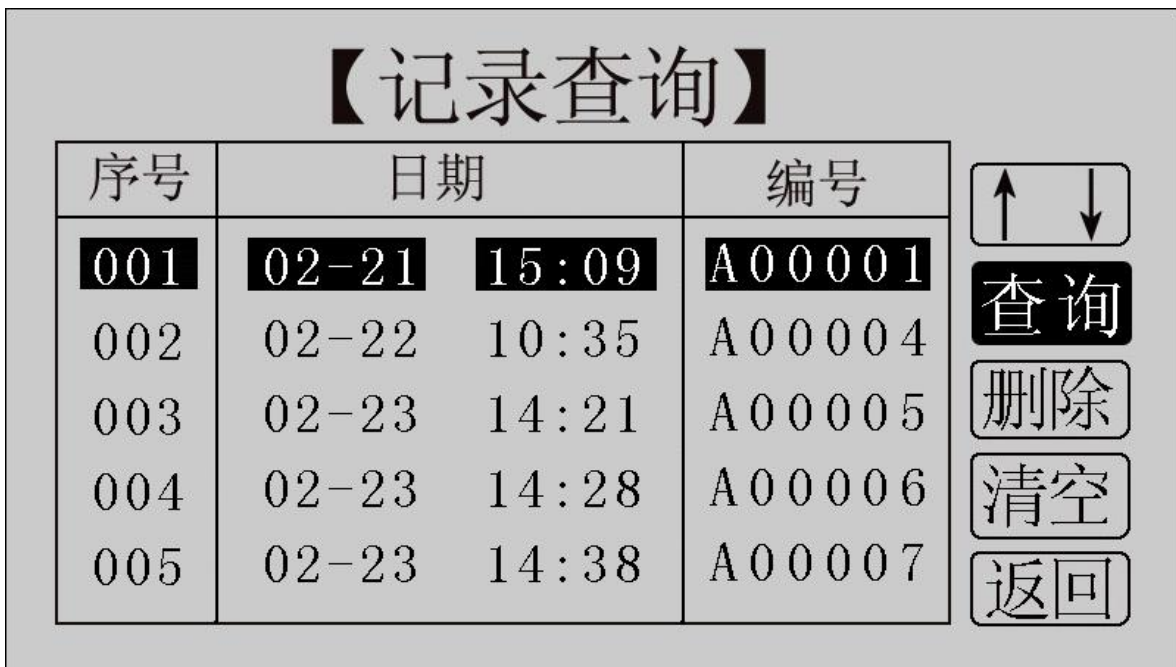 【记录查询】
序号 日期 编号
↑ ↓
001 02-21 15:09 A00001
查询
002 02-22 10:35 A00004
003 02-23 14:21 A00005
删除
004 02-23 14:28 A00006
清空
005 02-23 14:38 A00007
返回